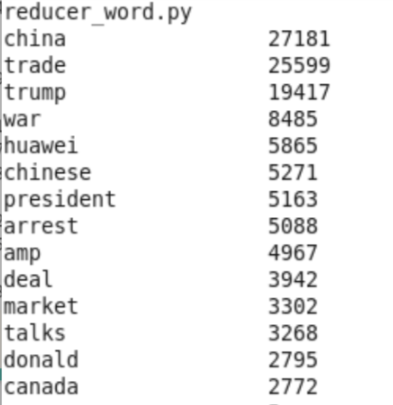 reducer_word.py
china 27181
trade 25599
trump 19417
war 8485
huawei 5865
chinese 5271
president 5163
arrest 5088
amp 4967
deal 3942
market 3302
talks 3268
donald 2795
canada 2772